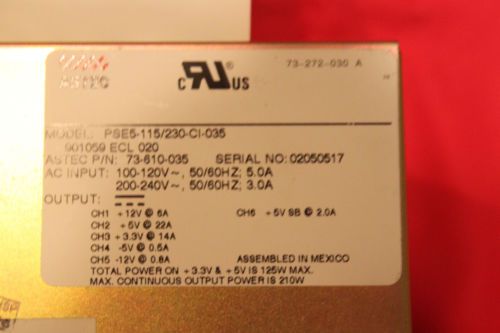 ASTEC
c RU® US
73-272-030 A
MODEL: PSE5-115/230-CI-035
901059 ECL 020
ASTEC P/N: 73-610-035 SERIAL NO: 02050517
AC INPUT: 100-120V~, 50/60HZ; 5.0A
200-240V~, 50/60HZ; 3.0A
OUTPUT:
CH1 +12V @ 6A CH6 +5V SB @ 2.0A
CH2 +5V @ 22A
CH3 +3.3V @ 14A
CH4 -5V @ 0.5A
CH5 -12V @ 0.8A ASSEMBLED IN MEXICO
TOTAL POWER ON +3.3V & +5V IS 125W MAX.
MAX. CONTINUOUS OUTPUT POWER IS 210W